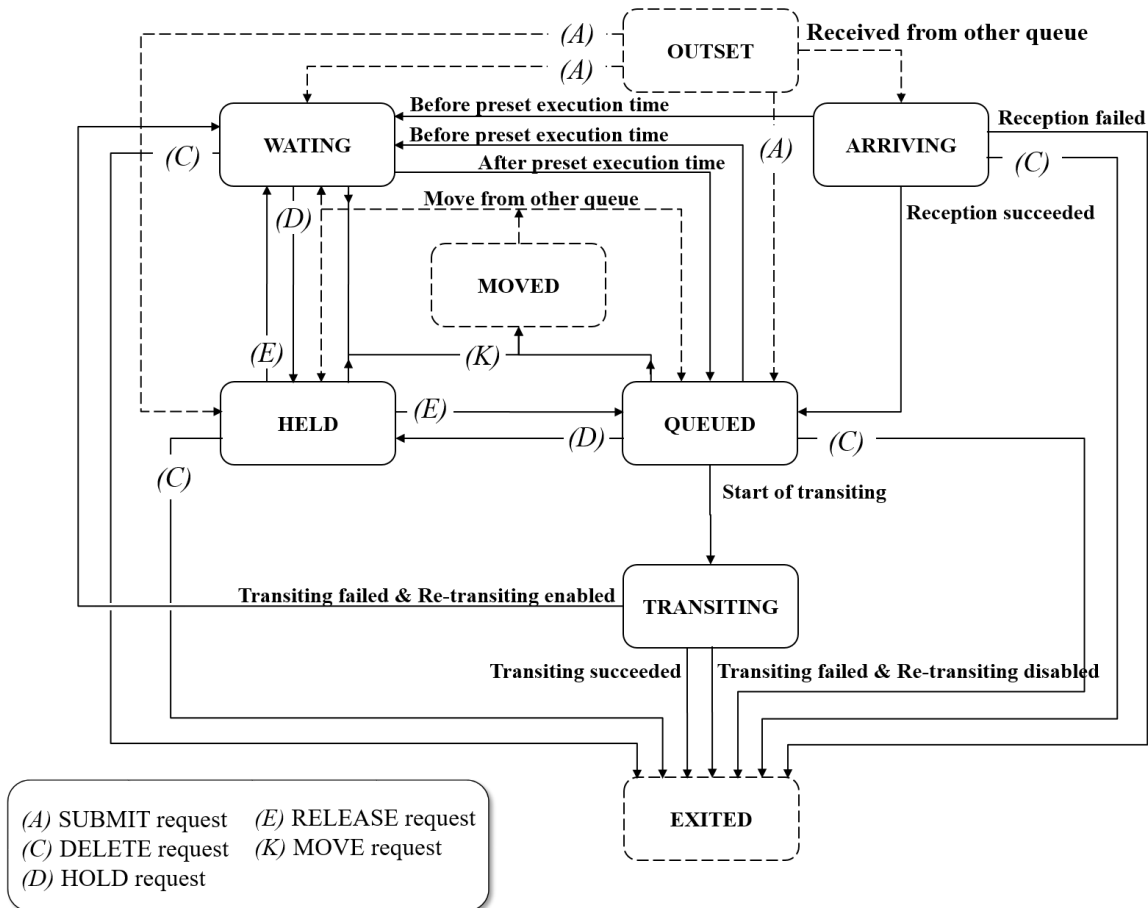 (A)
OUTSET
Received from other queue
(A)
Before preset execution time
Reception failed
WATING
Before preset execution time
(A)
ARRIVING
(C)
After preset execution time
(C)
(D)
Move from other queue
Reception succeeded
MOVED
(E)
(K)
HELD
(E)
QUEUED
(D)
(C)
(C)
Start of transiting
Transiting failed & Re-transiting enabled
TRANSITING
Transiting succeeded
Transiting failed & Re-transiting disabled
EXITED
(A) SUBMIT request
(E) RELEASE request
(C) DELETE request
(K) MOVE request
(D) HOLD request